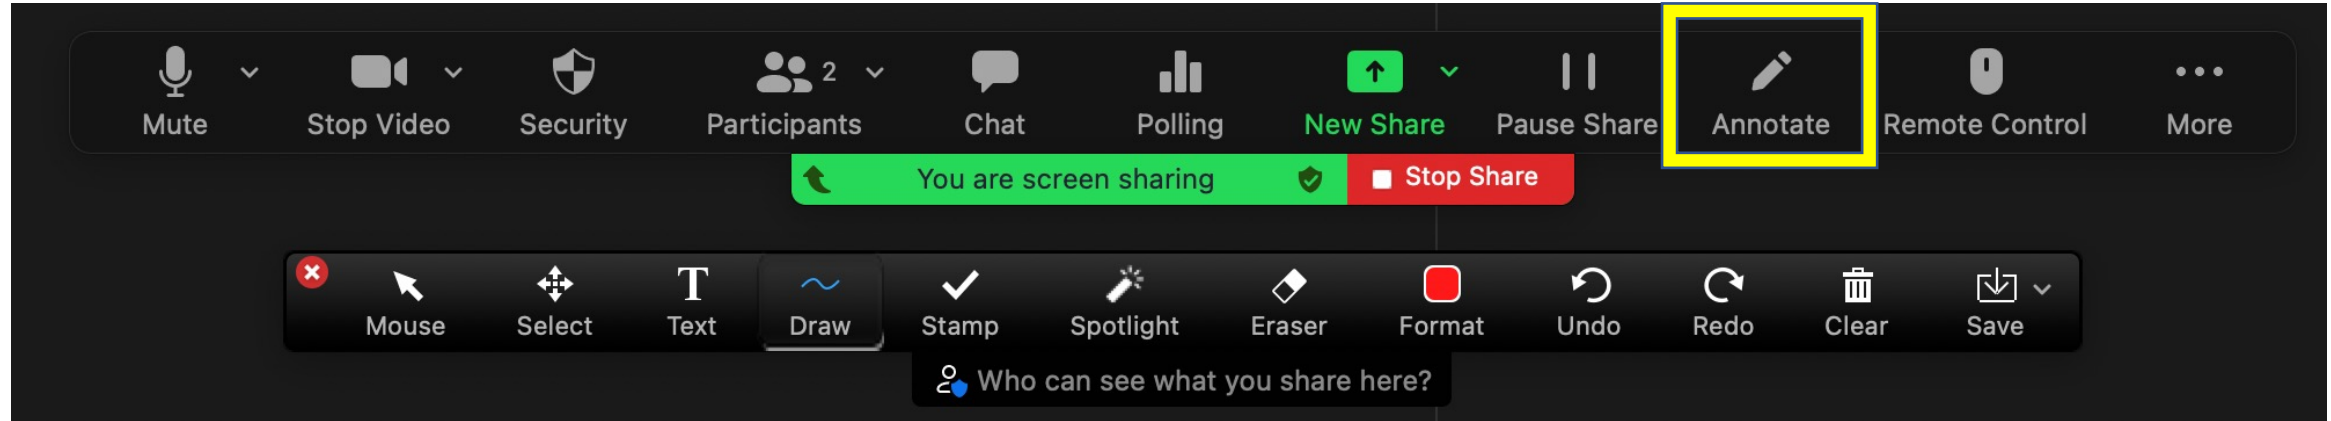 2
Mute Stop Video Security Participants Chat Polling New Share Pause Share Annotate Remote Control More
You are screen sharing Stop Share
Mouse Select Text Draw Stamp Spotlight Eraser Format Undo Redo Clear Save
Who can see what you share here?